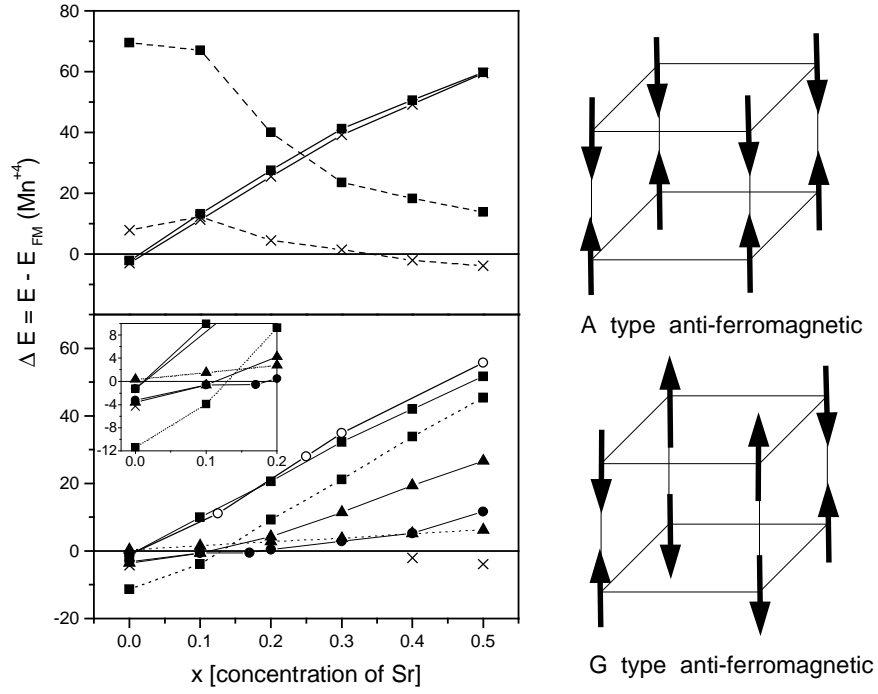 80
60
40
20
0
Δ E = E - E_FM (Mn^+4)
8
4
0
-4
-8
-12
0.0 0.1 0.2
60
40
20
0
-20
0.0 0.1 0.2 0.3 0.4 0.5
x [concentration of Sr]
A type anti-ferromagnetic
G type anti-ferromagnetic